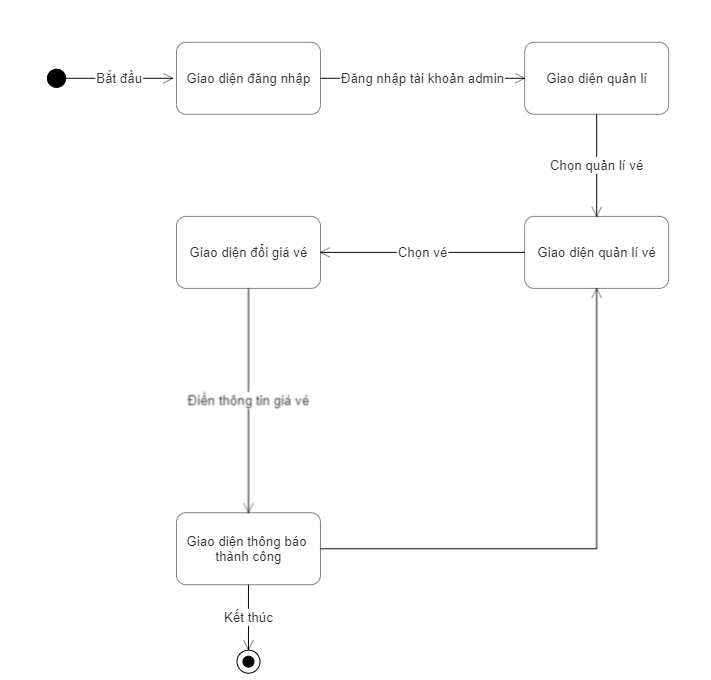 Bắt đầu
Giao diện đăng nhập
Đăng nhập tài khoản admin
Giao diện quản lí
Chọn quản lí vé
Giao diện đổi giá vé
Chọn vé
Giao diện quản lí vé
Điền thông tin giá vé
Giao diện thông báo
thành công
Kết thúc